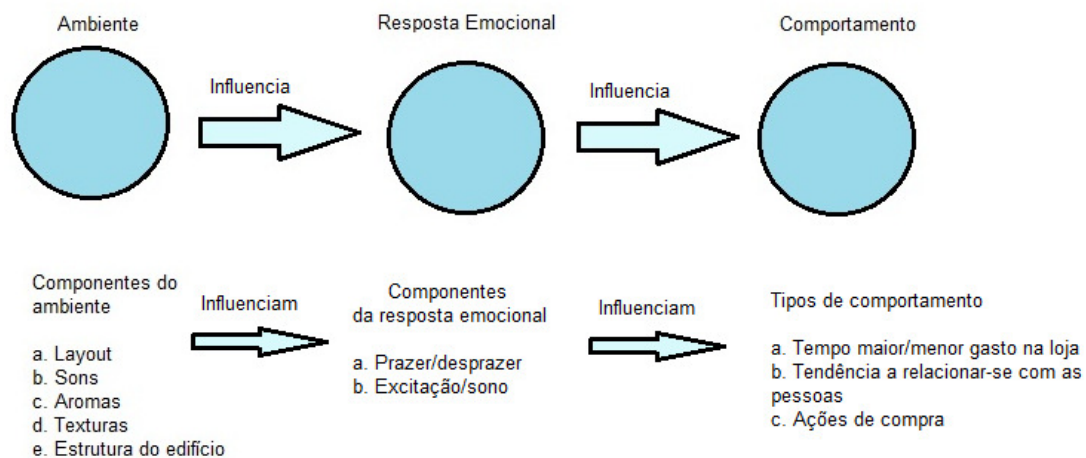 Ambiente
Resposta Emocional
Comportamento
Influencia
Influencia
Componentes do
ambiente
a. Layout
b. Sons
c. Aromas
d. Texturas
e. Estrutura do edifício
Influenciam
Componentes
da resposta emocional
a. Prazer/desprazer
b. Excitação/sono
Influenciam
Tipos de comportamento
a. Tempo maior/menor gasto na loja
b. Tendência a relacionar-se com as
pessoas
c. Ações de compra